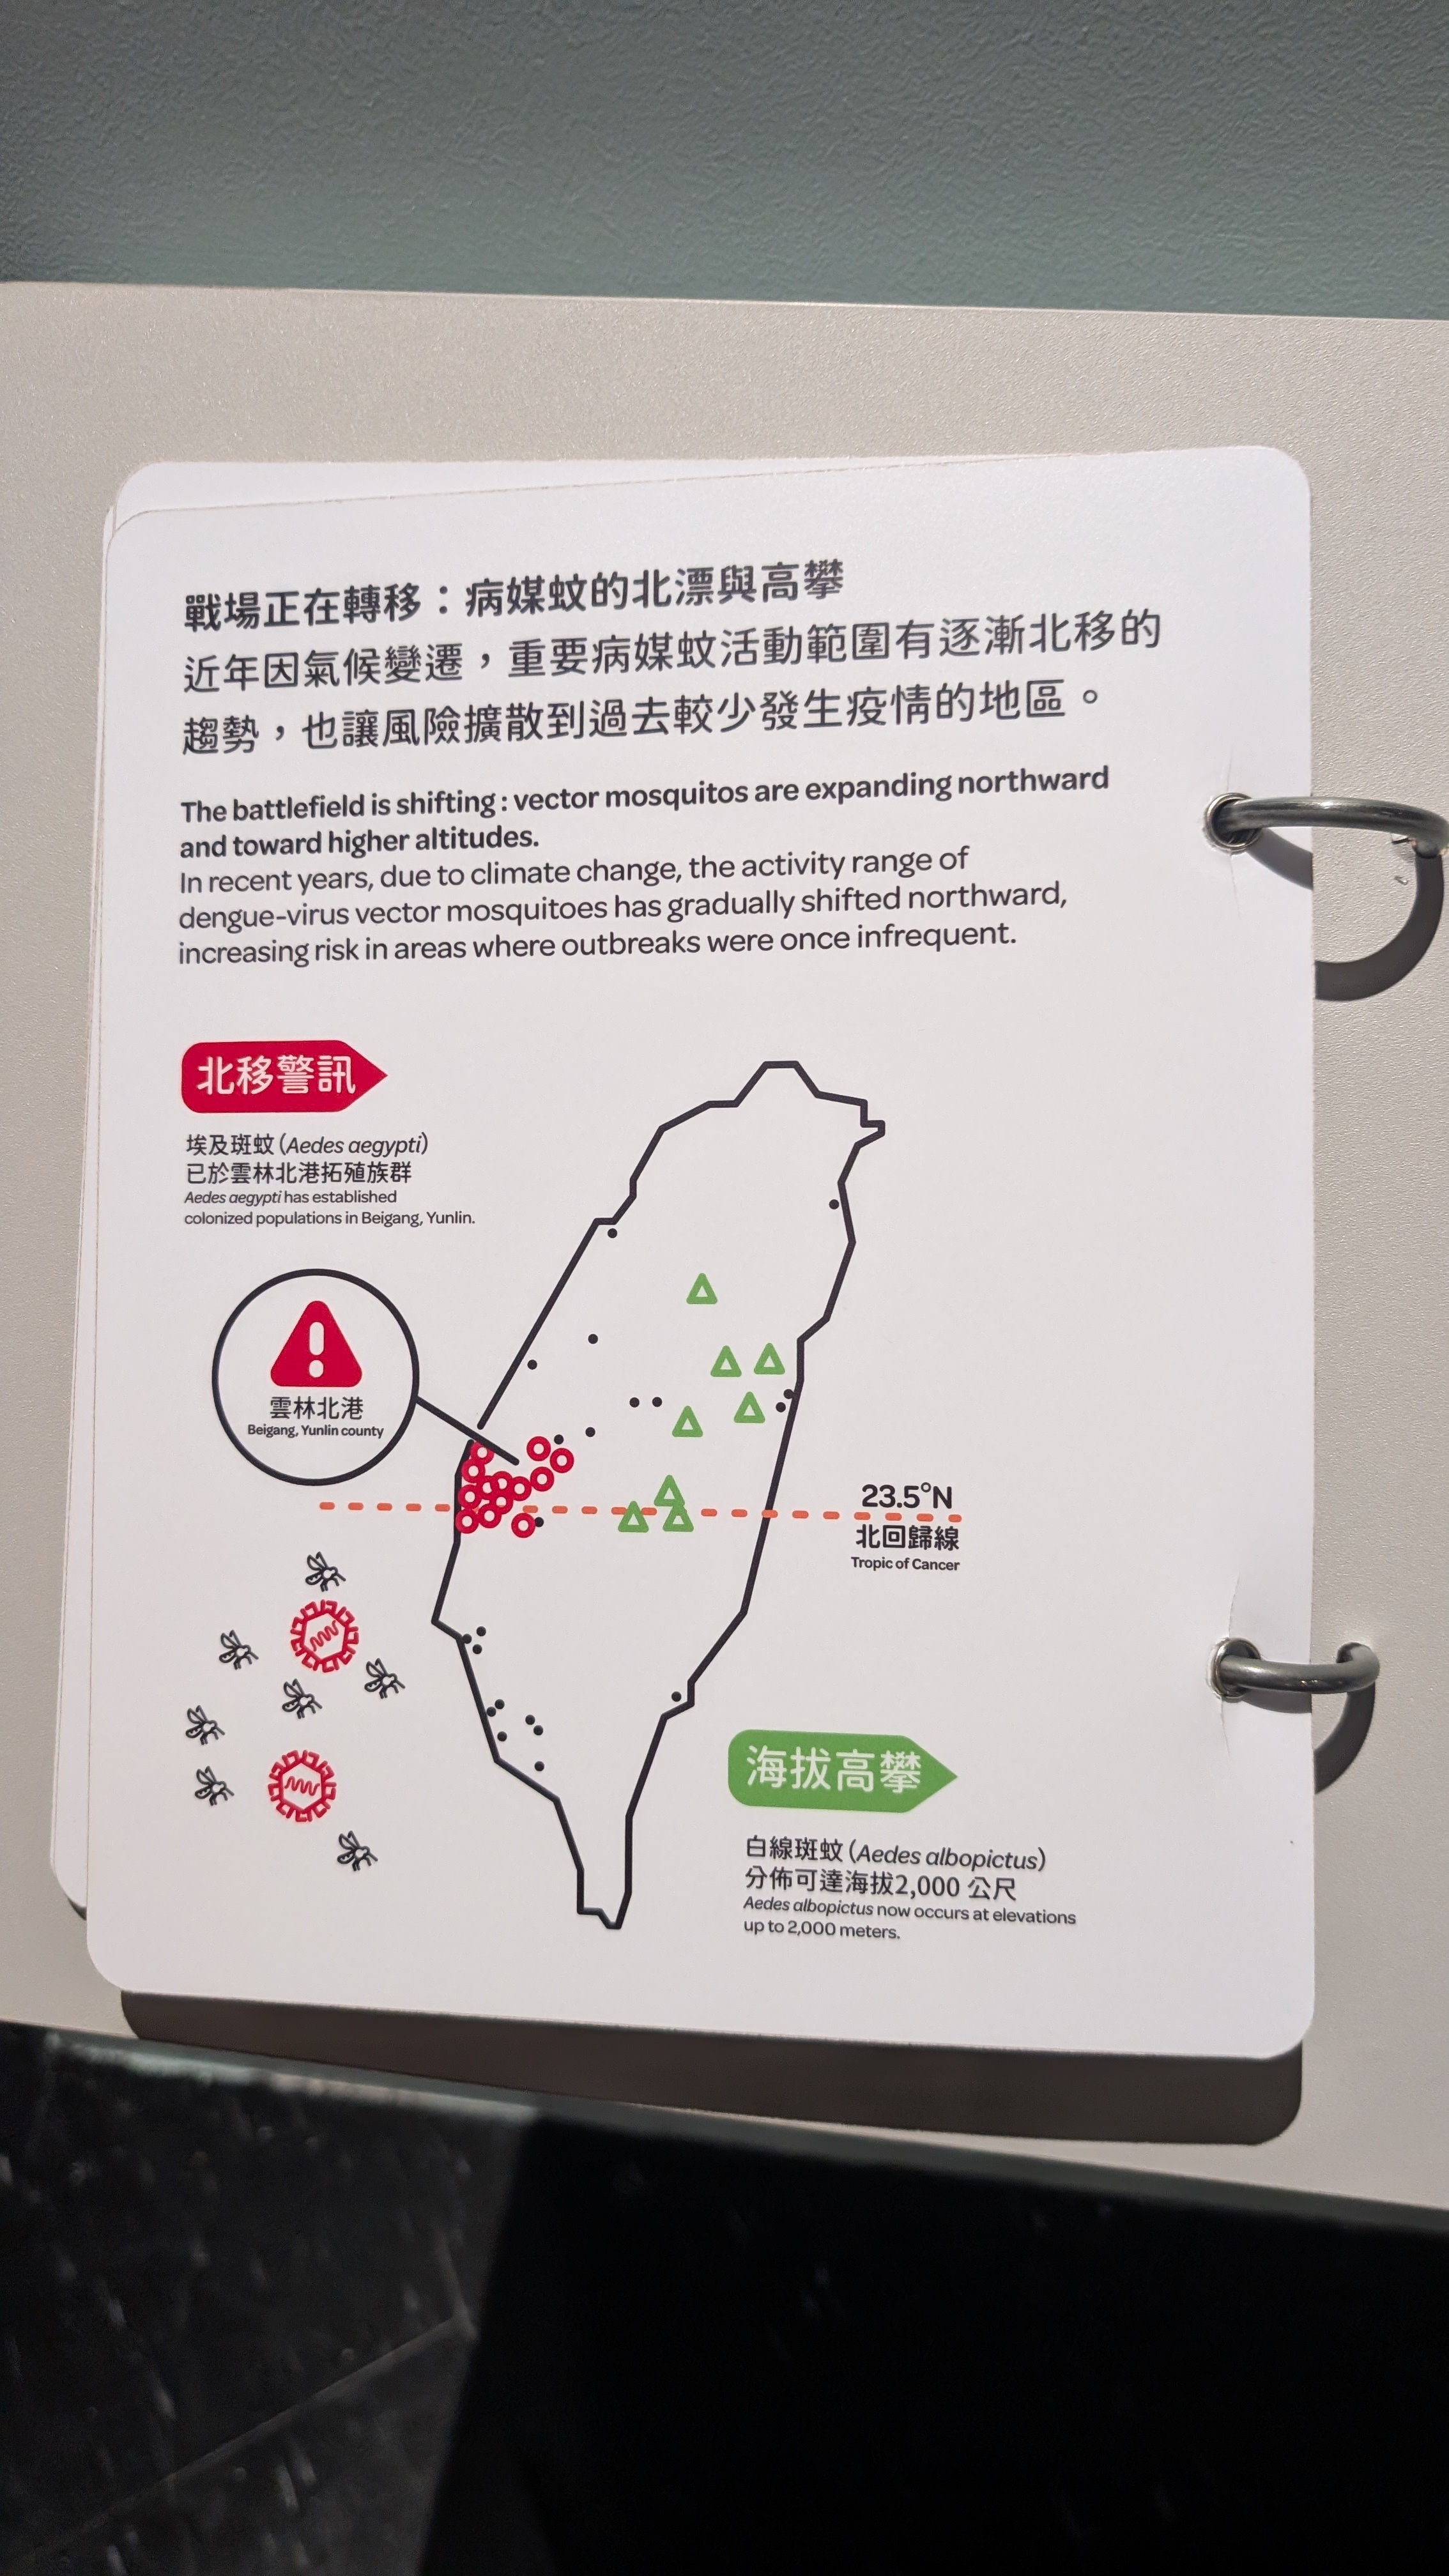 戰場正在轉移：病媒蚊的北漂與高攀
近年因氣候變遷，重要病媒蚊活動範圍有逐漸北移的
趨勢，也讓風險擴散到過去較少發生疫情的地區。
The battlefield is shifting : vector mosquitos are expanding northward
and toward higher altitudes.
In recent years, due to climate change, the activity range of
dengue-virus vector mosquitoes has gradually shifted northward,
increasing risk in areas where outbreaks were once infrequent.
北移警訊
埃及斑蚊（Aedes aegypti）
已於雲林北港拓殖族群
Aedes aegypti has established
colonized populations in Beigang, Yunlin.
雲林北港
Beigang, Yunlin county
23.5°N
北回歸線
Tropic of Cancer
海拔高攀
白線斑蚊（Aedes albopictus）
分佈可達海拔2,000 公尺
Aedes albopictus now occurs at elevations
up to 2,000 meters.